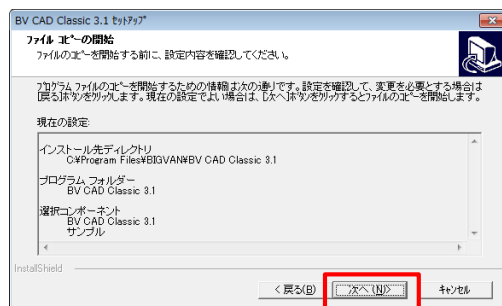 BV CAD Classic 3.1 ｾｯﾄｱｯﾌﾟ
ﾌｧｲﾙ ｺﾋﾟｰの開始
ﾌｧｲﾙのｺﾋﾟｰを開始する前に、設定内容を確認してください。
ﾌﾟﾛｸﾞﾗﾑ ﾌｧｲﾙのｺﾋﾟｰを開始するための情報は次の通りです。設定を確認して、変更を必要とする場合は
[戻る]ﾎﾞﾀﾝをｸﾘｯｸします。現在の設定でよい場合は、[次へ]ﾎﾞﾀﾝをｸﾘｯｸするとﾌｧｲﾙのｺﾋﾟｰを開始します。
現在の設定:
インストール先ディレクトリ
C:¥Program Files¥BIGVAN¥BV CAD Classic 3.1
プログラム フォルダー
BV CAD Classic 3.1
選択コンポーネント
BV CAD Classic 3.1
サンプル
InstallShield
< 戻る(B)
次へ(N)>
ｷｬﾝｾﾙ